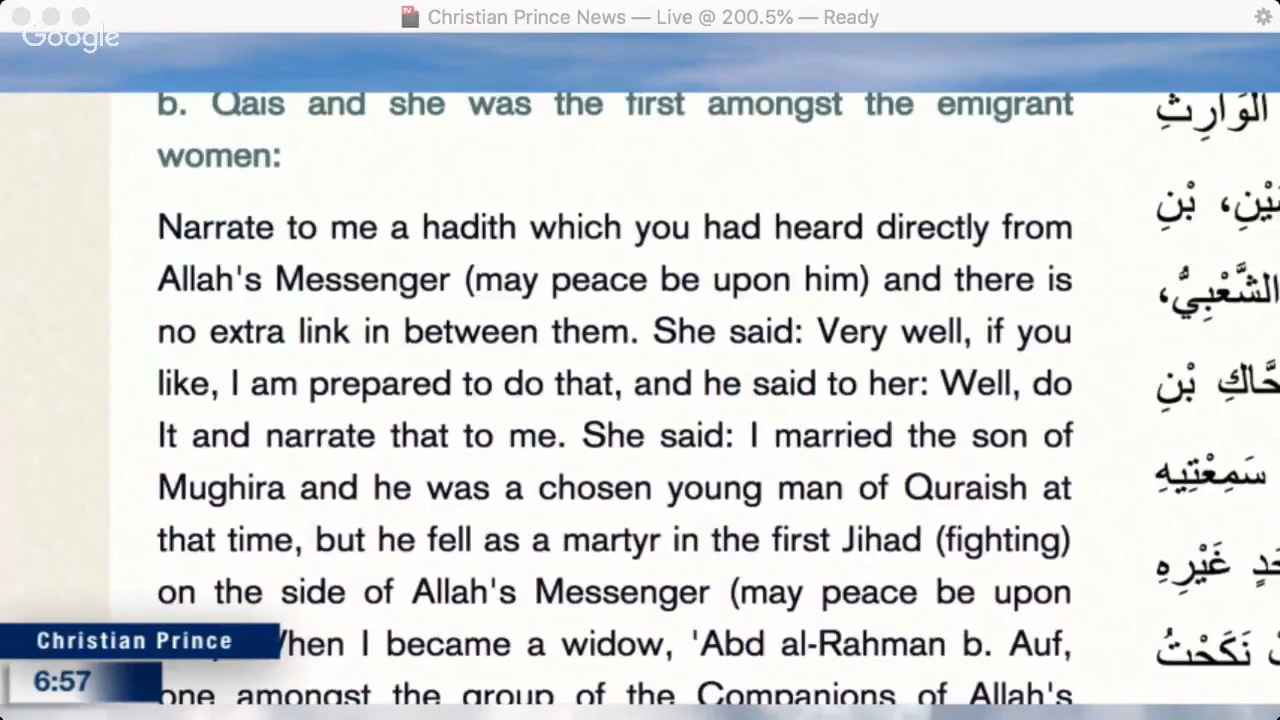 Christian Prince News — Live @ 200.5% — Ready
Google
b. Qais and she was the first amongst the emigrant
women:
Narrate to me a hadith which you had heard directly from
Allah's Messenger (may peace be upon him) and there is
no extra link in between them. She said: Very well, if you
like, I am prepared to do that, and he said to her: Well, do
It and narrate that to me. She said: I married the son of
Mughira and he was a chosen young man of Quraish at
that time, but he fell as a martyr in the first Jihad (fighting)
on the side of Allah's Messenger (may peace be upon
When I became a widow, 'Abd al-Rahman b. Auf,
one amongst the group of the Companions of Allah's
الْوَارِثِ
بْنِ
الشَّعْبِيُّ،
بْنِ
سَمِعْتِيهِ
غَيْرِهِ
نَكَحْتُ
Christian Prince
6:57